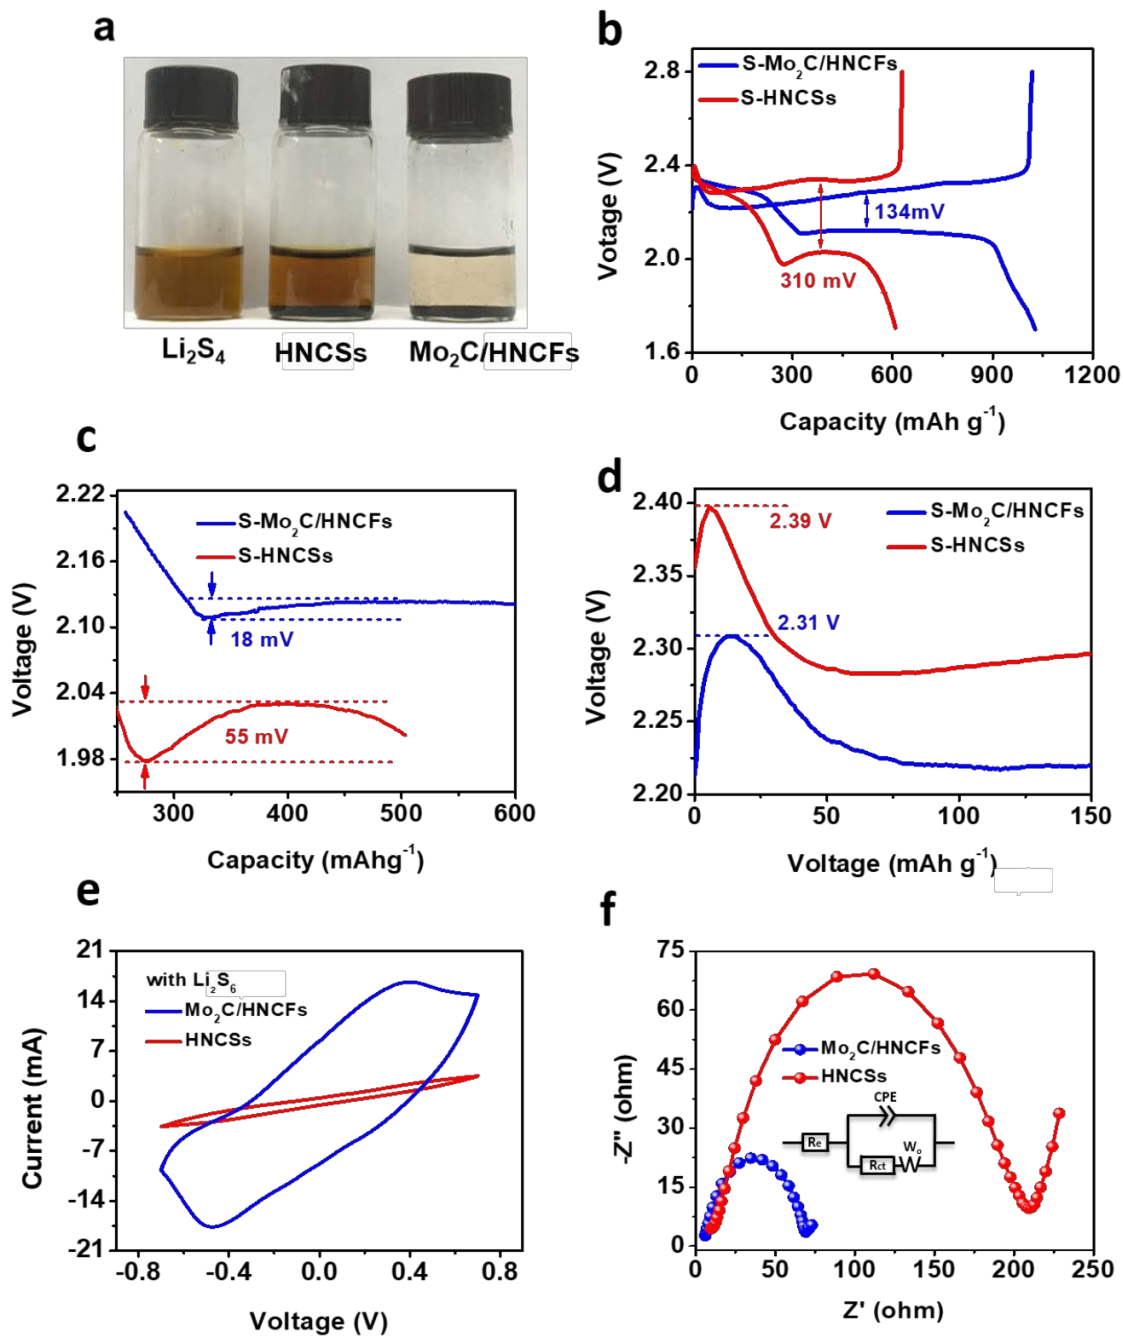 a
Li2S4
HNCSs
Mo2C/HNCFs
b
S-Mo2C/HNCFs
S-HNCSs
134mV
310 mV
2.8
2.4
2.0
1.6
Votage (V)
0
300
600
900
1200
Capacity (mAh g-1)
c
S-Mo2C/HNCFs
S-HNCSs
18 mV
55 mV
2.22
2.16
2.10
2.04
1.98
Voltage (V)
300
400
500
600
Capacity (mAhg-1)
d
2.39 V
S-Mo2C/HNCFs
S-HNCSs
2.31 V
2.40
2.35
2.30
2.25
2.20
Voltage (V)
0
50
100
150
Voltage (mAh g-1)
e
with Li2S6
Mo2C/HNCFs
HNCSs
21
14
7
0
-7
-14
-21
Current (mA)
-0.8
-0.4
0.0
0.4
0.8
Voltage (V)
f
Mo2C/HNCFs
HNCSs
CPE
Re
Rct
Wo
75
60
45
30
15
0
-Z" (ohm)
0
50
100
150
200
250
Z' (ohm)